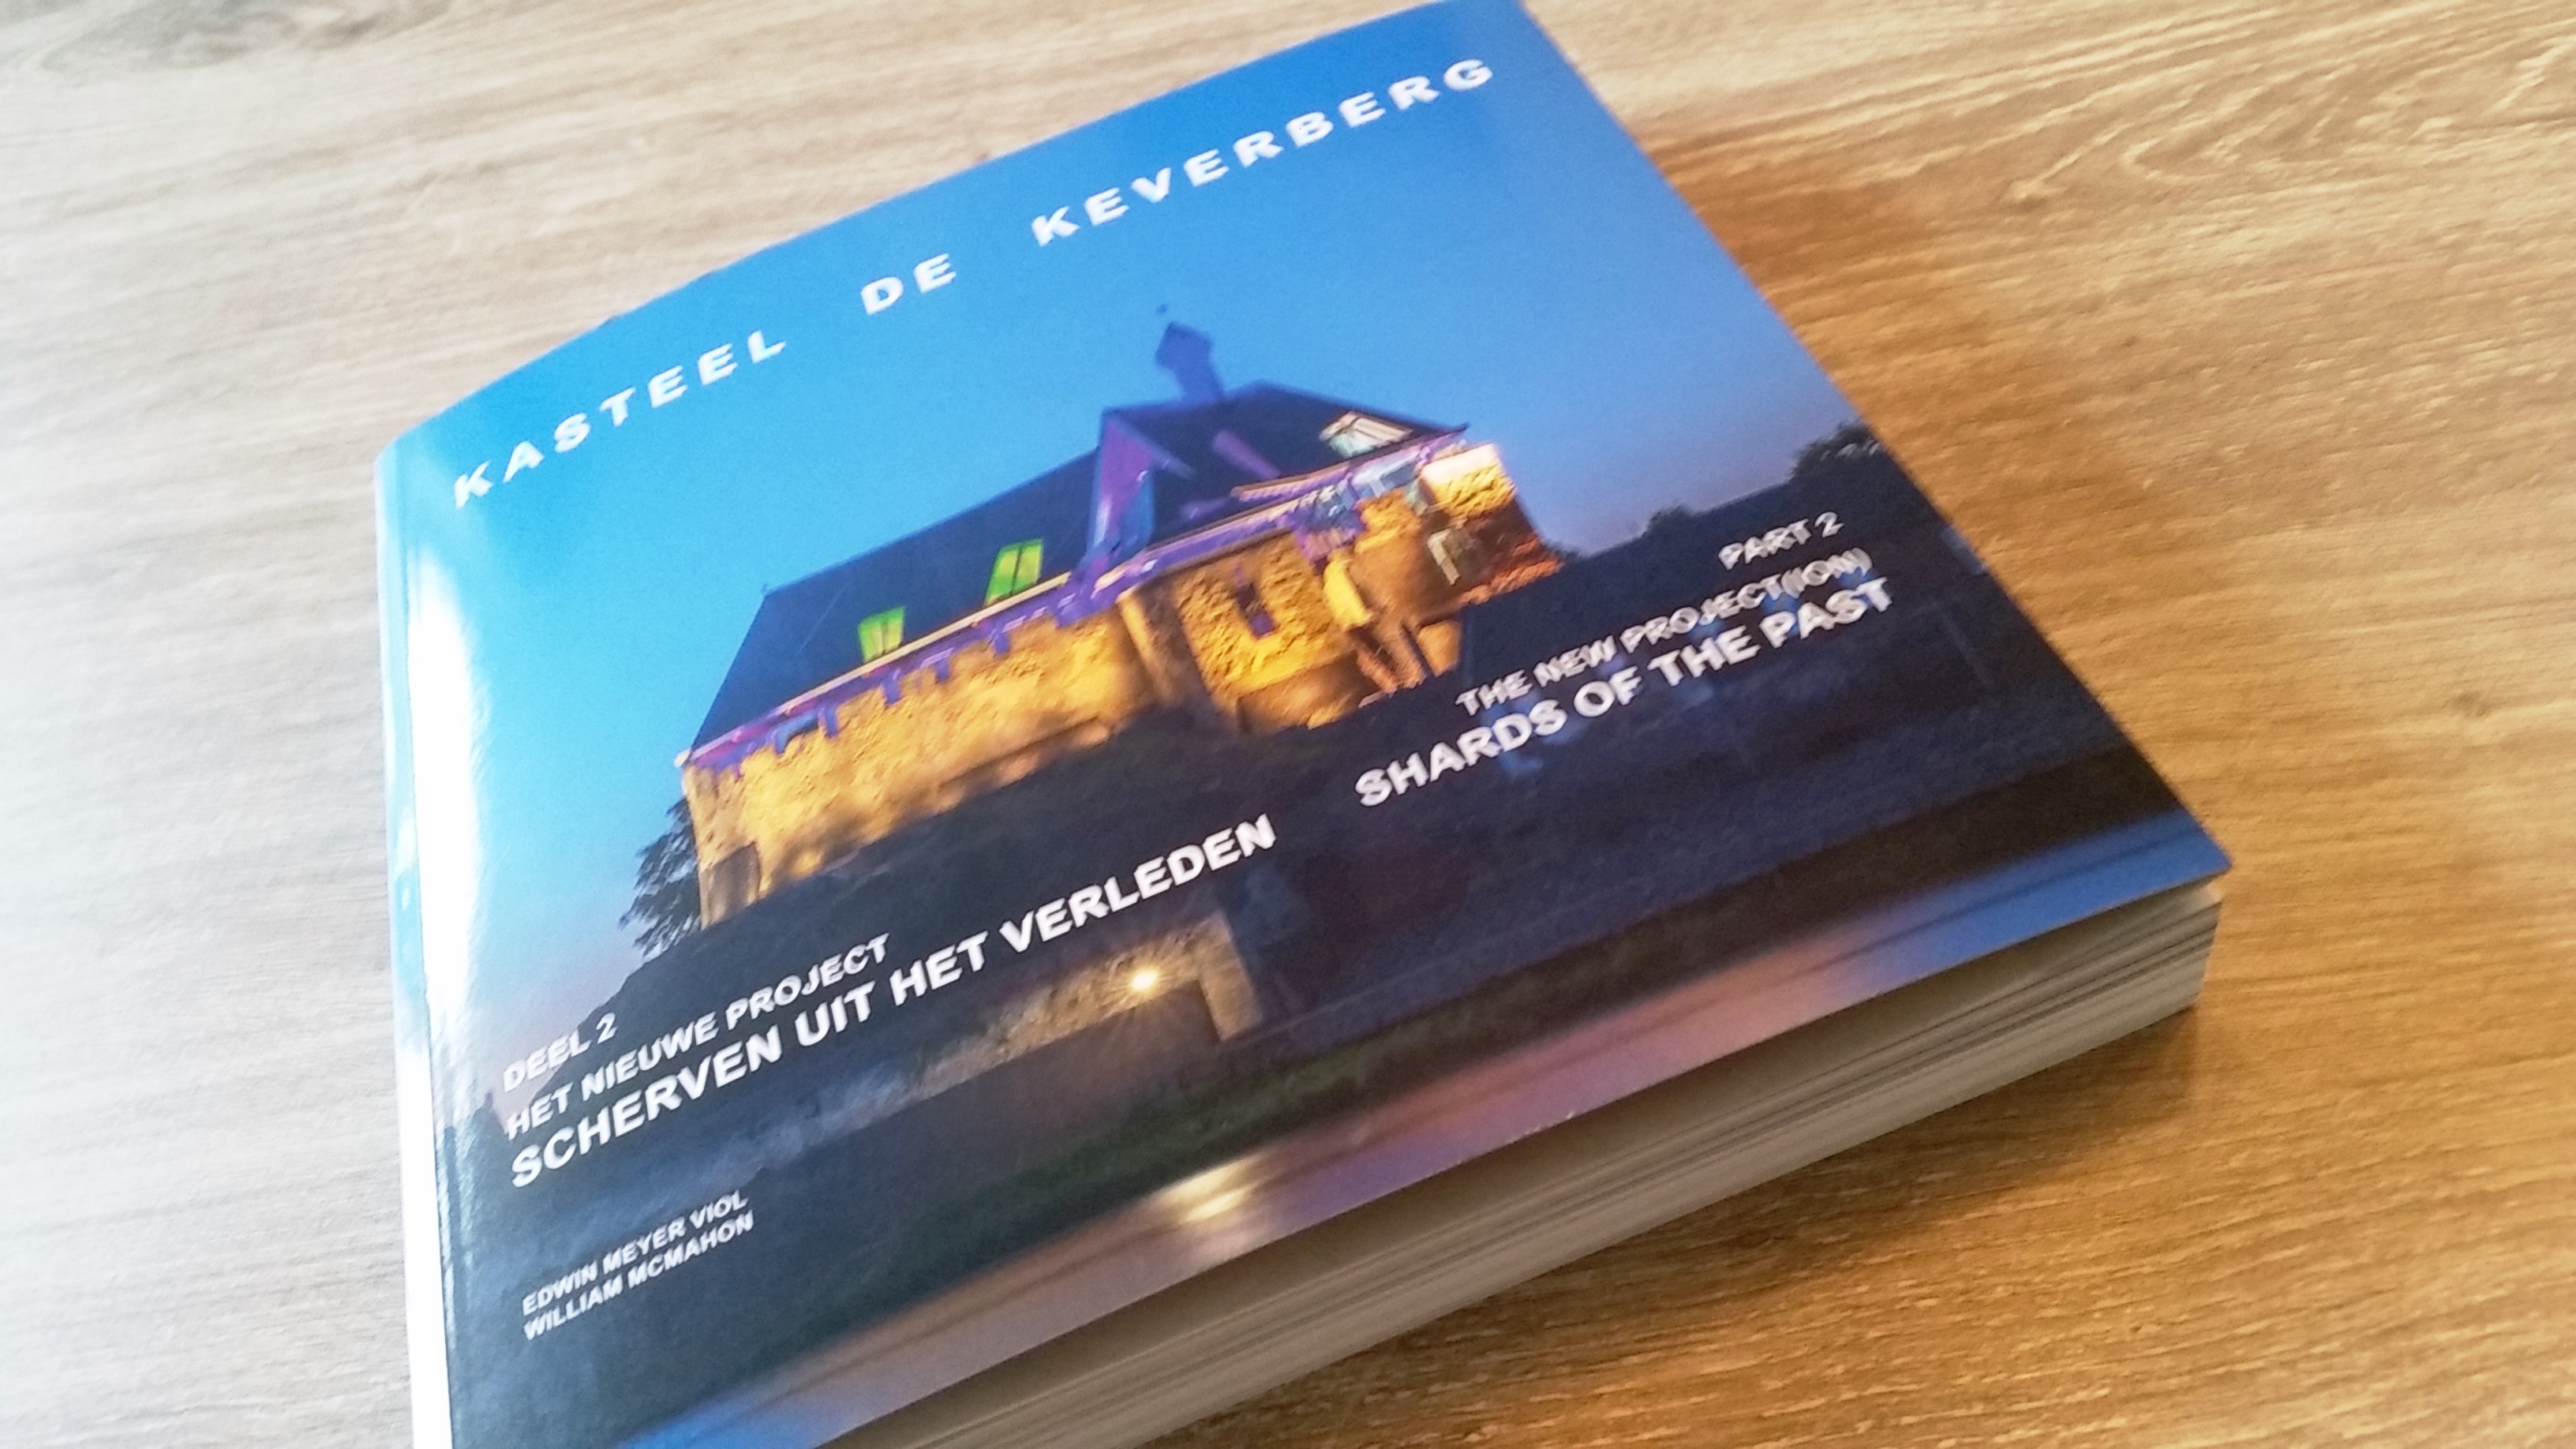 KASTEEL DE KEVERBERG
PART 2
THE NEW PROJECT(ION)
SHARDS OF THE PAST
DEEL 2
HET NIEUWE PROJECT
SCHERVEN UIT HET VERLEDEN
EDWIN MEYER VIOL
WILLIAM MCMAHON